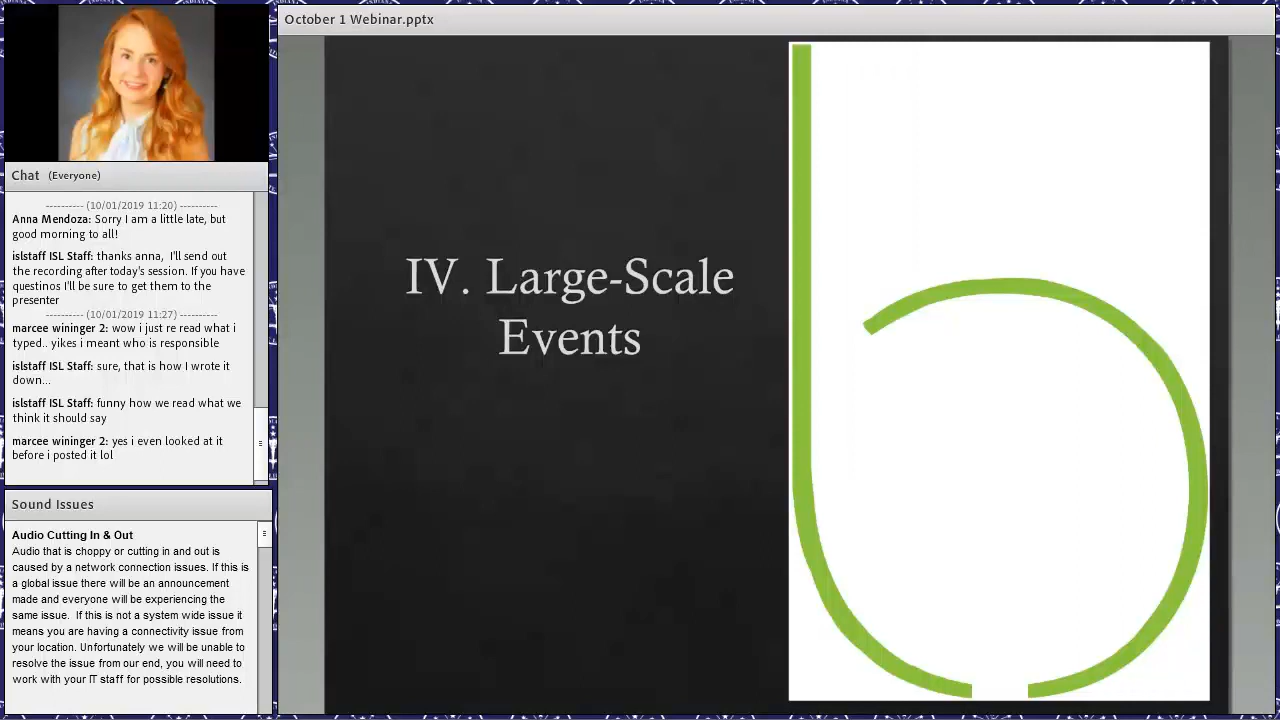 October 1 Webinar.pptx
Chat (Everyone)
---------- (10/01/2019 11:20) ----------
Anna Mendoza: Sorry I am a little late, but
good morning to all!
islstaff ISL Staff: thanks anna, I'll send out
the recording after today's session. If you have
questinos I'll be sure to get them to the
presenter
---------- (10/01/2019 11:27) ----------
marcee wininger 2: wow i just re read what i
typed.. yikes i meant who is responsible
islstaff ISL Staff: sure, that is how I wrote it
down...
islstaff ISL Staff: funny how we read what we
think it should say
marcee wininger 2: yes i even looked at it
before i posted it lol
Sound Issues
Audio Cutting In & Out
Audio that is choppy or cutting in and out is
caused by a network connection issues. If this is
a global issue there will be an announcement
made and everyone will be experiencing the
same issue. If this is not a system wide issue it
means you are having a connectivity issue from
your location. Unfortunately we will be unable to
resolve the issue from our end, you will need to
work with your IT staff for possible resolutions.
IV. Large-Scale
Events